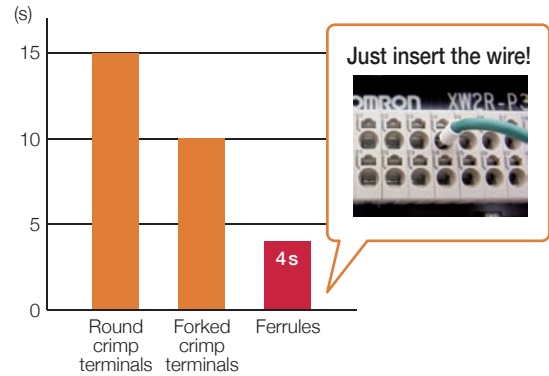 (s)
15
10
5
0
4 s
Round
crimp
terminals
Forked
crimp
terminals
Ferrules
Just insert the wire!
OMRON XW2R-P3